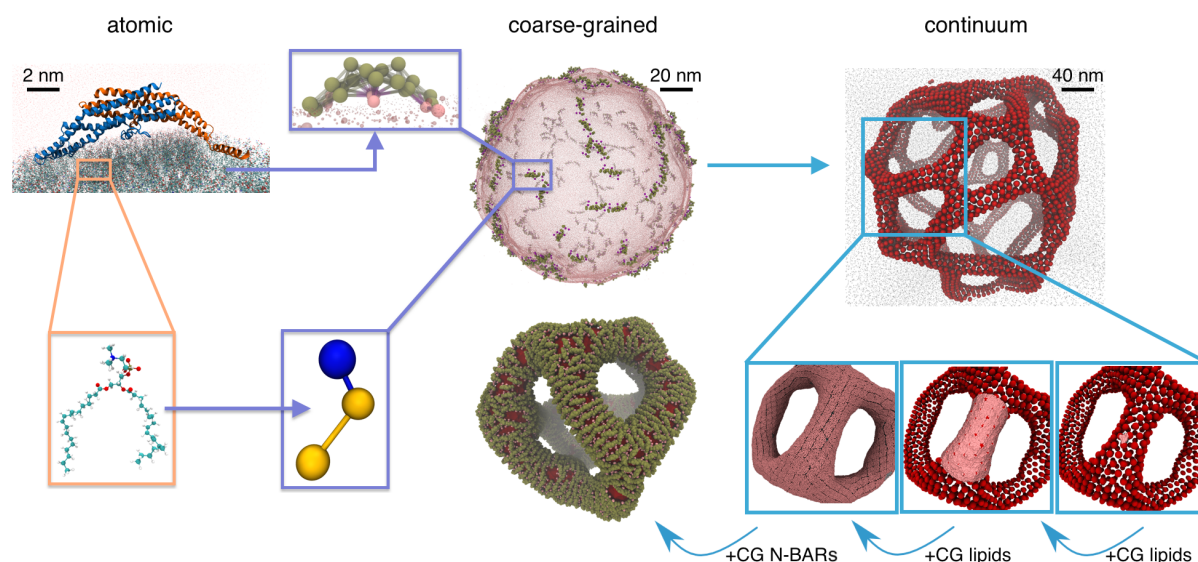 atomic
coarse-grained
continuum
2 nm
20 nm
40 nm
+CG N-BARs
+CG lipids
+CG lipids